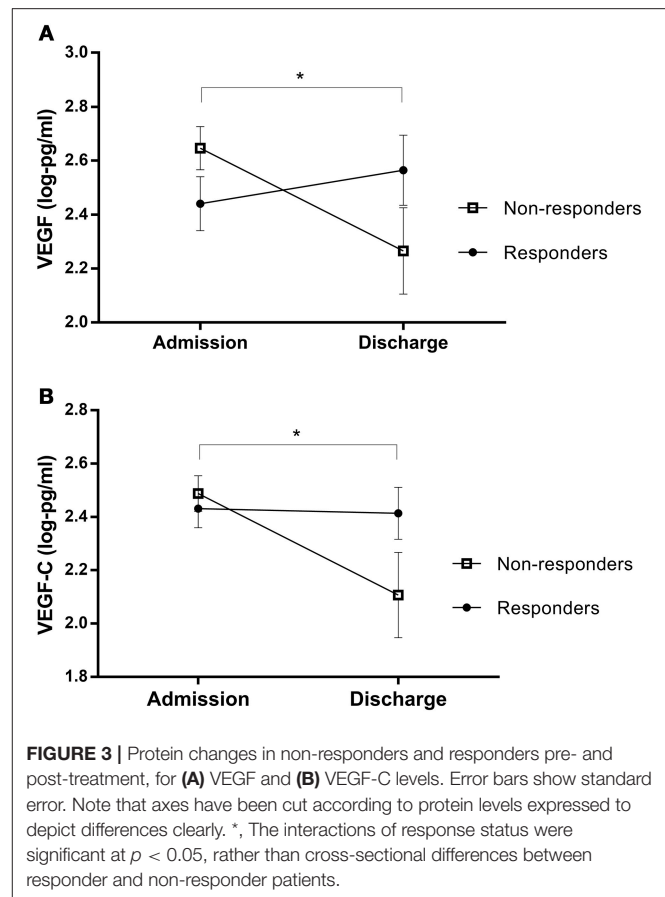 A
3.0
*
2.8
2.6
2.4
2.2
2.0
VEGF (log-pg/ml)
Non-responders
Responders
Admission Discharge
B
2.8
*
2.6
2.4
2.2
2.0
1.8
VEGF-C (log-pg/ml)
Non-responders
Responders
Admission Discharge
FIGURE 3 | Protein changes in non-responders and responders pre- and
post-treatment, for (A) VEGF and (B) VEGF-C levels. Error bars show standard
error. Note that axes have been cut according to protein levels expressed to
depict differences clearly. *, The interactions of response status were
significant at p < 0.05, rather than cross-sectional differences between
responder and non-responder patients.